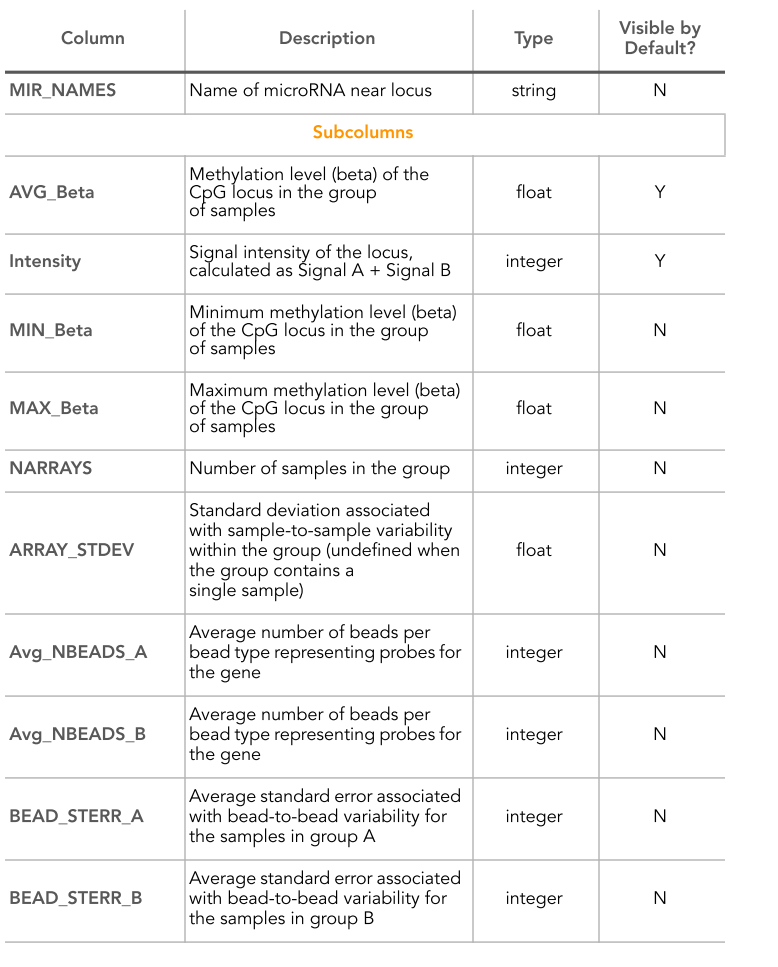 Column Description Type Visible by
Default?
MIR_NAMES Name of microRNA near locus string N
Subcolumns
AVG_Beta Methylation level (beta) of the
CpG locus in the group
of samples float Y
Intensity Signal intensity of the locus,
calculated as Signal A + Signal B integer Y
MIN_Beta Minimum methylation level (beta)
of the CpG locus in the group
of samples float N
MAX_Beta Maximum methylation level (beta)
of the CpG locus in the group
of samples float N
NARRAYS Number of samples in the group integer N
ARRAY_STDEV Standard deviation associated
with sample-to-sample variability
within the group (undefined when
the group contains a
single sample) float N
Avg_NBEADS_A Average number of beads per
bead type representing probes for
the gene integer N
Avg_NBEADS_B Average number of beads per
bead type representing probes for
the gene integer N
BEAD_STERR_A Average standard error associated
with bead-to-bead variability for
the samples in group A integer N
BEAD_STERR_B Average standard error associated
with bead-to-bead variability for
the samples in group B integer N